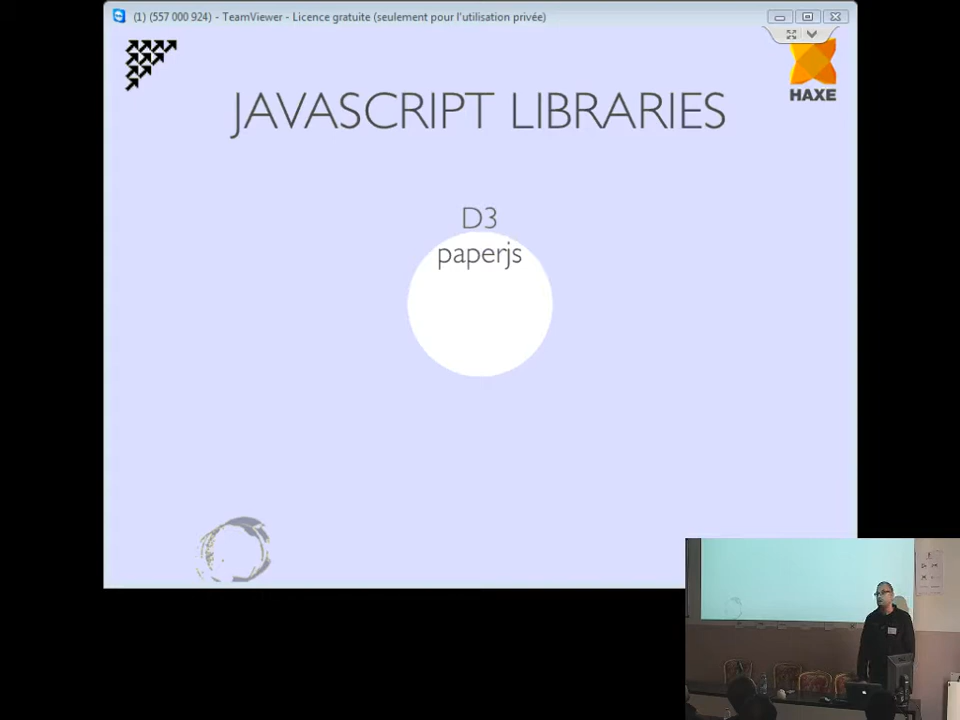 (1) (557 000 924) - TeamViewer - Licence gratuite (seulement pour l'utilisation privée)
HAXE
JAVASCRIPT LIBRARIES
D3
paperjs